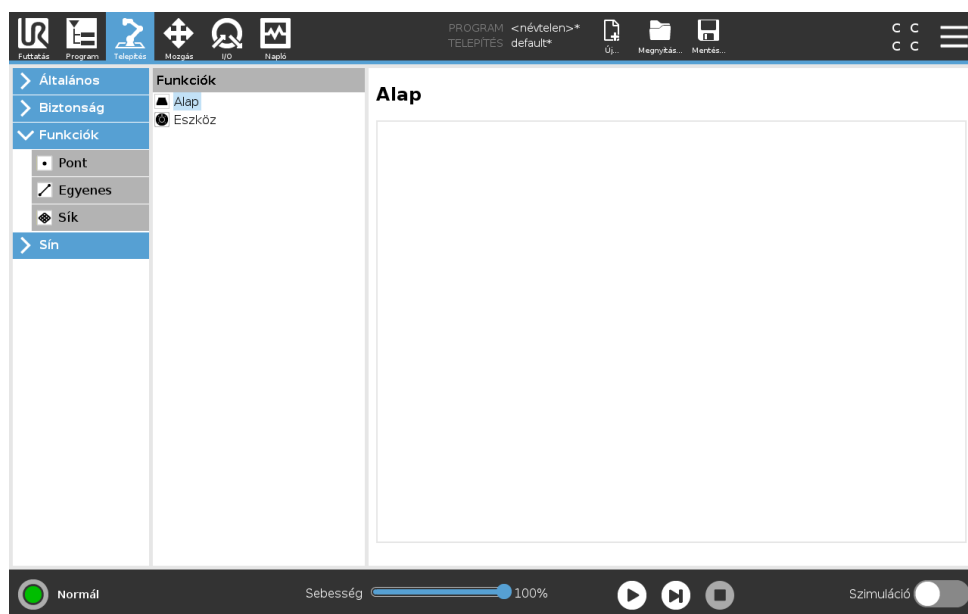 UR
Futtatás
Program
Telepítés
Mozgás
I/O
Napló
PROGRAM <névtelen>*
TELEPÍTÉS default*
Új...
Megnyitás...
Mentés...
C C
C C
Általános
Biztonság
Funkciók
Pont
Egyenes
Sík
Sín
Funkciók
Alap
Eszköz
Alap
Normál
Sebesség
100%
Szimuláció